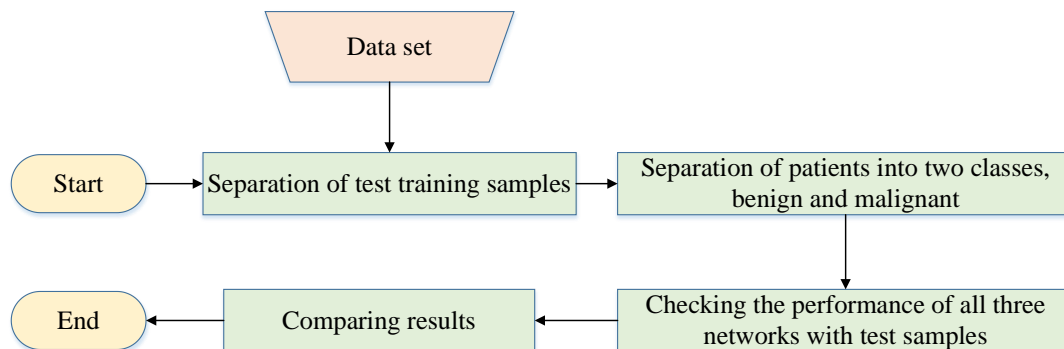 Data set
Start
Separation of test training samples
Separation of patients into two classes,
benign and malignant
End
Comparing results
Checking the performance of all three
networks with test samples